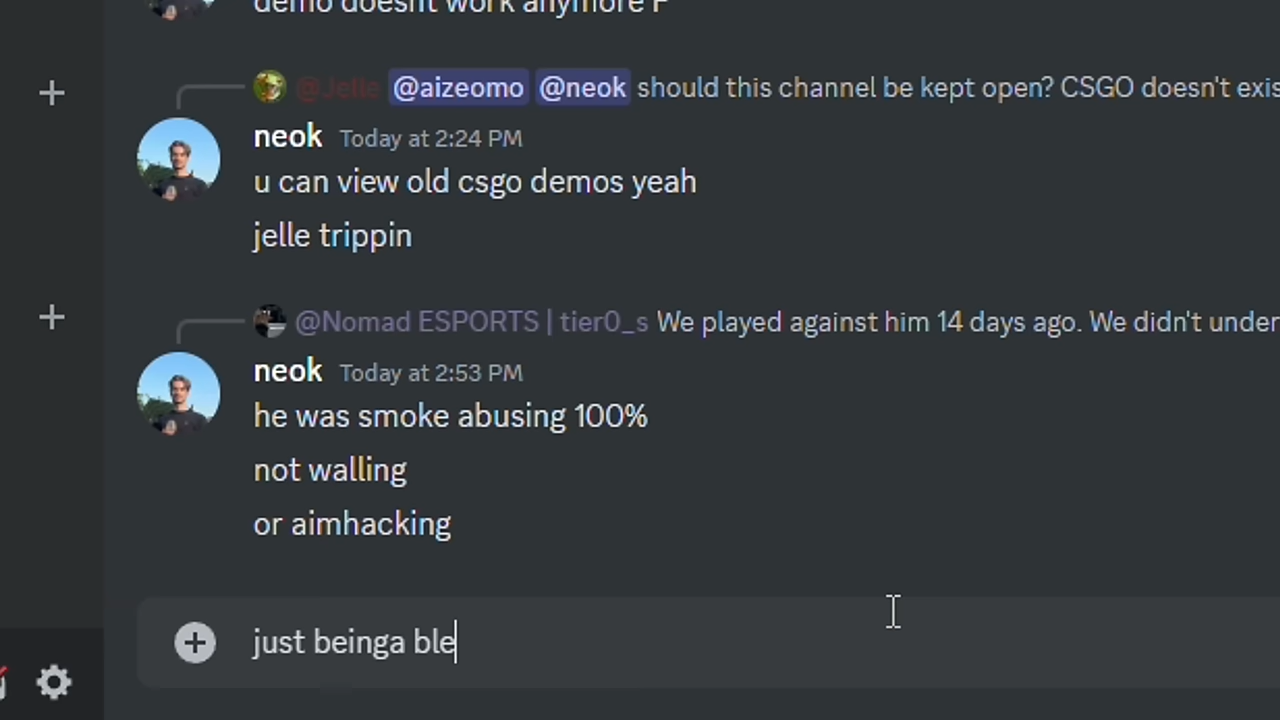 demo doesnt work anymore F
@Jelle @aizeomo @neok should this channel be kept open? CSGO doesn't exis
neok Today at 2:24 PM
u can view old csgo demos yeah
jelle trippin
@Nomad ESPORTS | tier0_s We played against him 14 days ago. We didn't under
neok Today at 2:53 PM
he was smoke abusing 100%
not walling
or aimhacking
just beinga ble